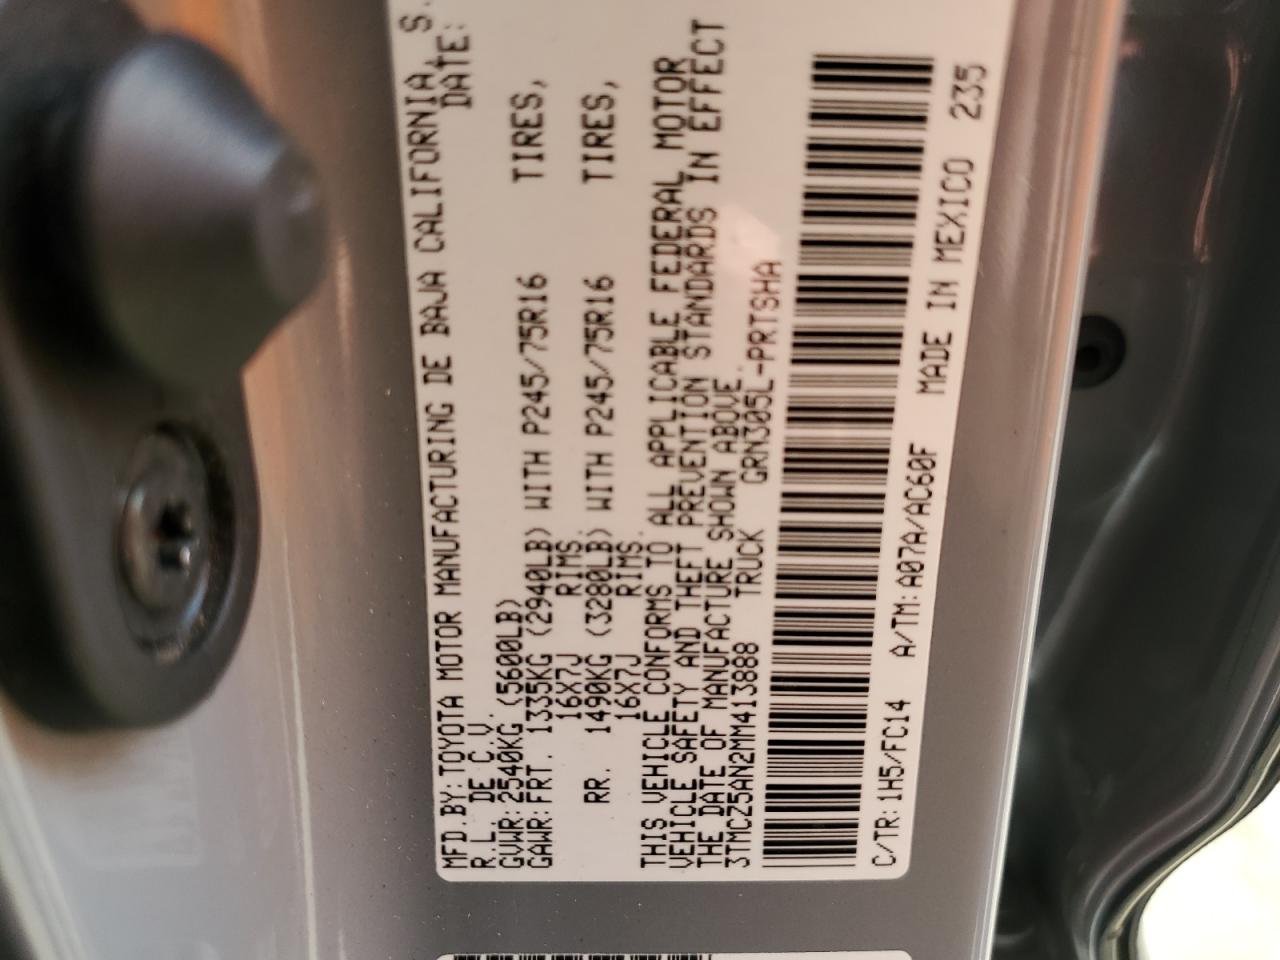 MFD.BY:TOYOTA MOTOR MANUFACTURING DE BAJA CALIFORNIA, S.
R.L. DE C.V. DATE:
GVWR:2540KG (5600LB)
GAWR:FRT. 1335KG (2940LB) WITH P245/75R16 TIRES,
16X7J RIMS.
RR. 1490KG (3280LB) WITH P245/75R16 TIRES,
16X7J RIMS.
THIS VEHICLE CONFORMS TO ALL APPLICABLE FEDERAL MOTOR
VEHICLE SAFETY AND THEFT PREVENTION STANDARDS IN EFFECT
THE DATE OF MANUFACTURE SHOWN ABOVE.
3TMCZ5AN2MM413888 TRUCK GRN305L-PRTSHA
C/TR:1H5/FC14 A/TM:A07A/AC60F MADE IN MEXICO 235